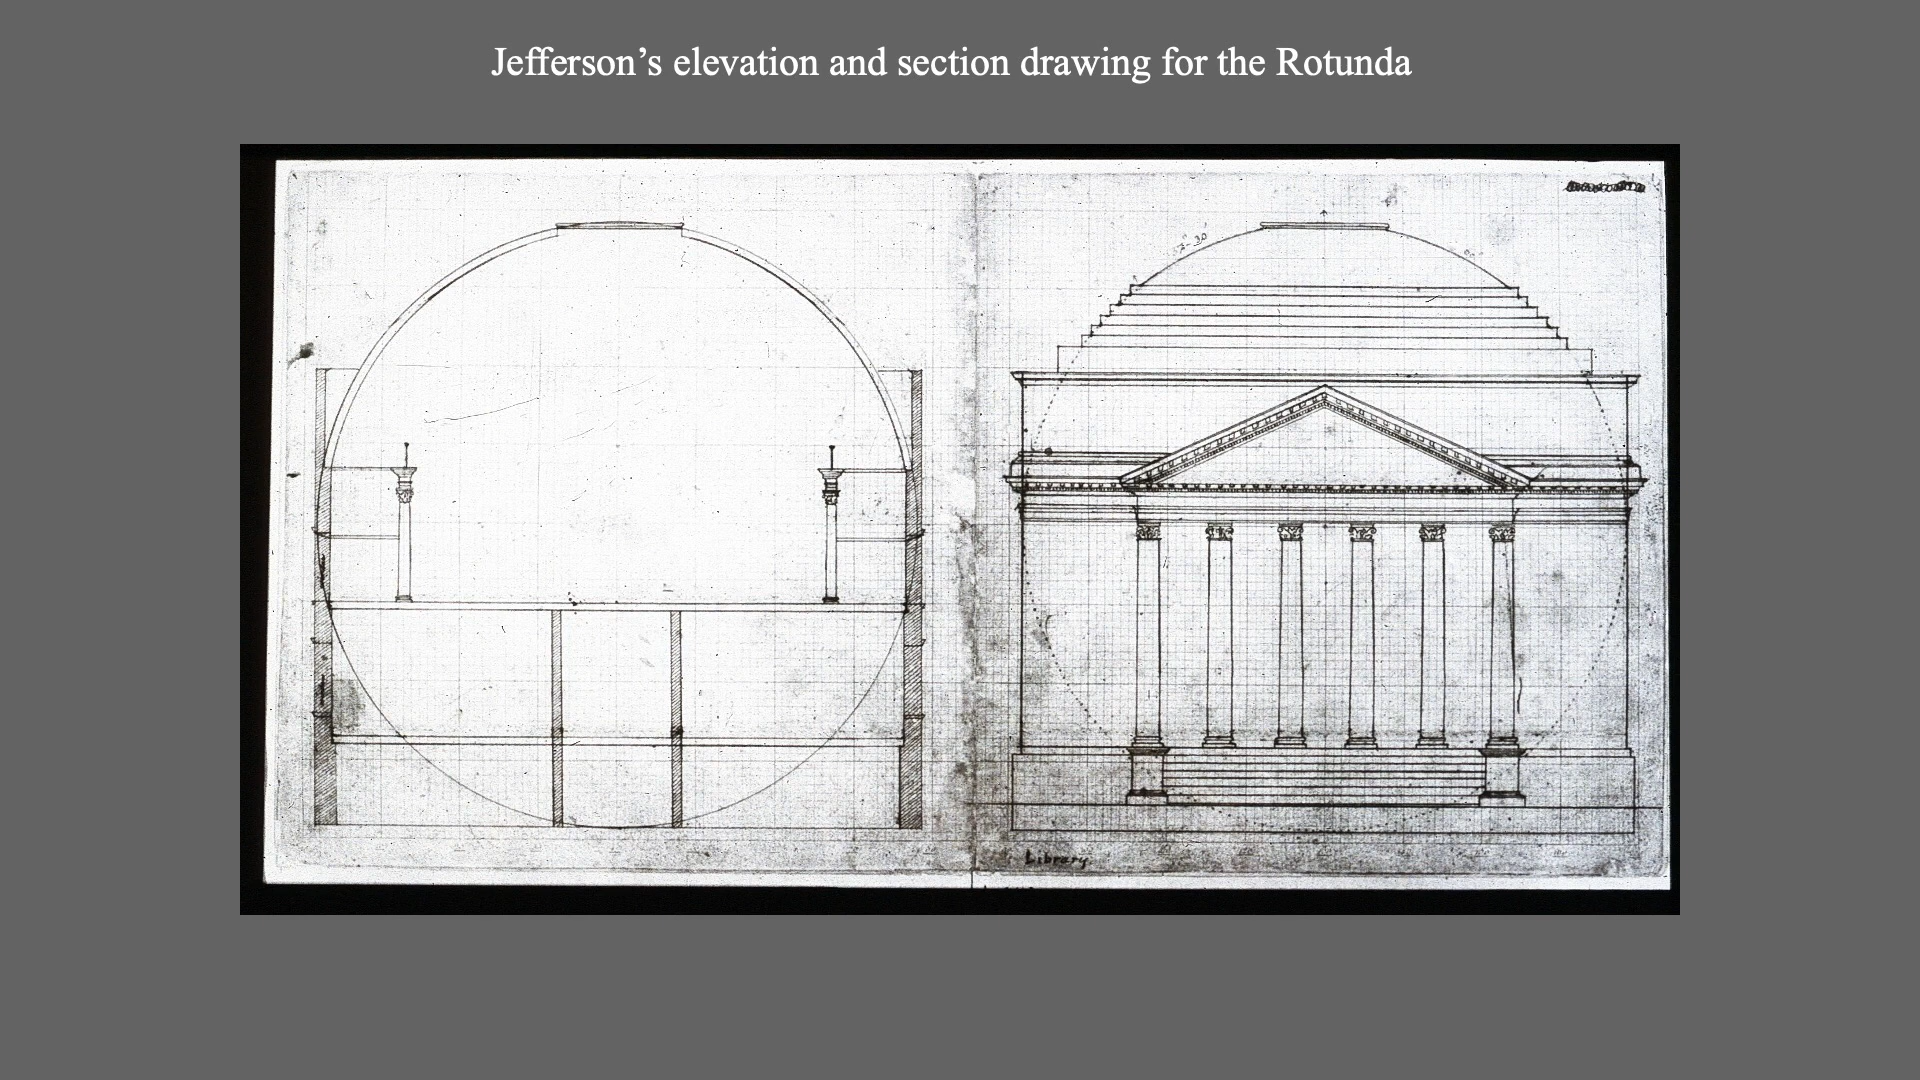 Jefferson’s elevation and section drawing for the Rotunda
Library.